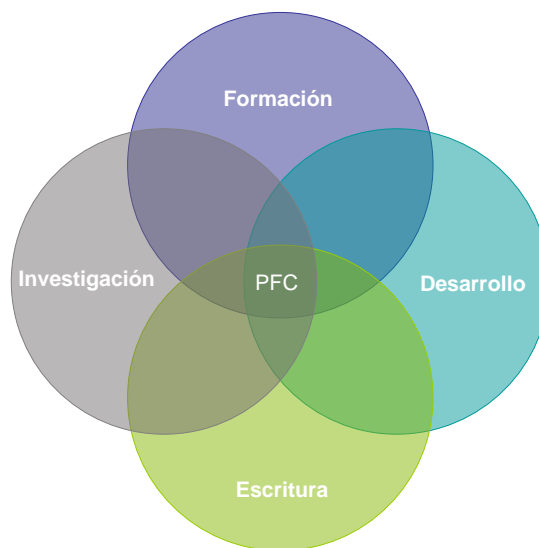 Formación
Investigación
PFC
Desarrollo
Escritura